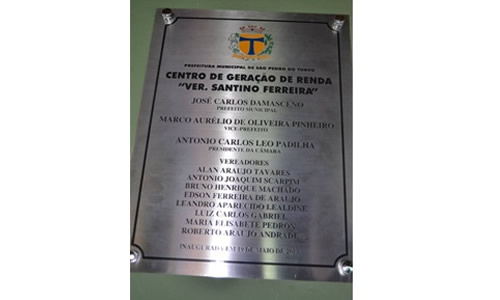 PREFEITURA MUNICIPAL DE SÃO PEDRO DO TURVO
CENTRO DE GERAÇÃO DE RENDA
"VER. SANTINO FERREIRA"
JOSÉ CARLOS DAMASCENO
PREFEITO MUNICIPAL
MARCO AURÉLIO DE OLIVEIRA PINHEIRO
VICE-PREFEITO
ANTONIO CARLOS LEO PADILHA
PRESIDENTE DA CÂMARA
VEREADORES
ALAN ARAUJO TAVARES
ANTONIO JOAQUIM SCARPIM
BRUNO HENRIQUE MACHADO
EDSON FERREIRA DE ARAUJO
LEANDRO APARECIDO LEALDINE
LUIZ CARLOS GABRIEL
MARIA ELISABETE PEDRON
ROBERTO ARAUJO ANDRADE
INAUGURADA EM 19 DE MAIO DE